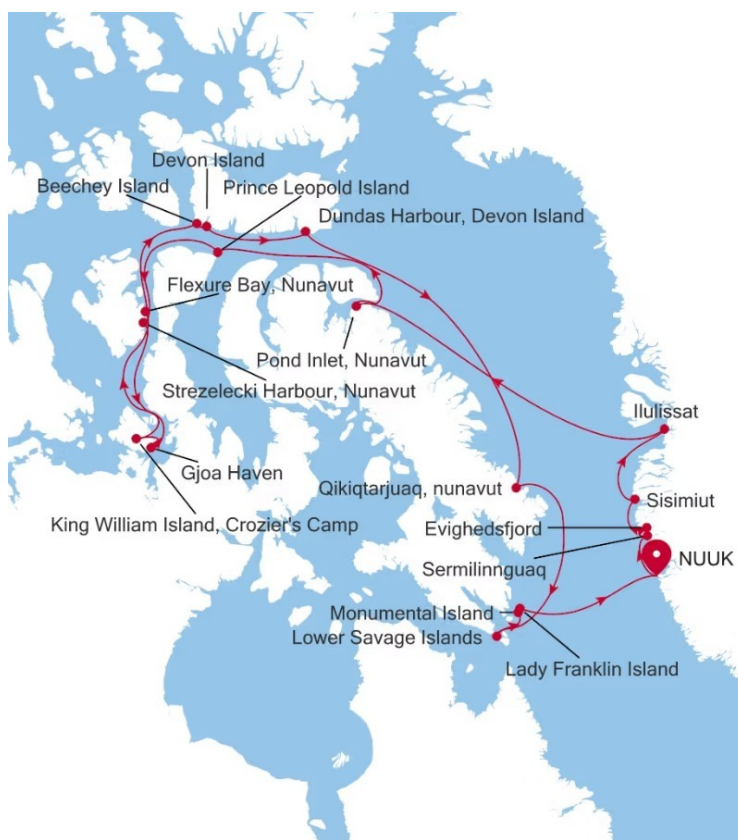 Devon Island
Beechey Island
Prince Leopold Island
Dundas Harbour, Devon Island
Flexure Bay, Nunavut
Pond Inlet, Nunavut
Strezelecki Harbour, Nunavut
Ilulissat
Gjoa Haven
Qikiqtarjuaq, nunavut
Sisimiut
King William Island, Crozier's Camp
Evighedsfjord
NUUK
Sermilinnguaq
Monumental Island
Lower Savage Islands
Lady Franklin Island